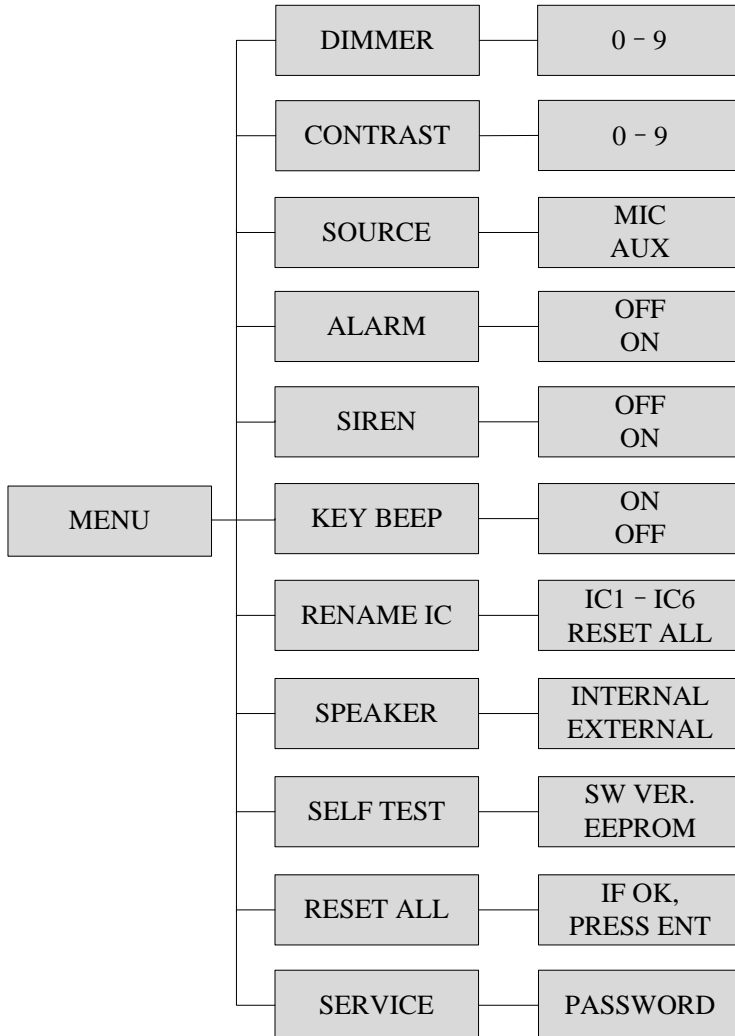 DIMMER
0 – 9
CONTRAST
0 – 9
SOURCE
MIC
AUX
ALARM
OFF
ON
SIREN
OFF
ON
MENU
KEY BEEP
ON
OFF
RENAME IC
IC1 – IC6
RESET ALL
SPEAKER
INTERNAL
EXTERNAL
SELF TEST
SW VER.
EEPROM
RESET ALL
IF OK,
PRESS ENT
SERVICE
PASSWORD